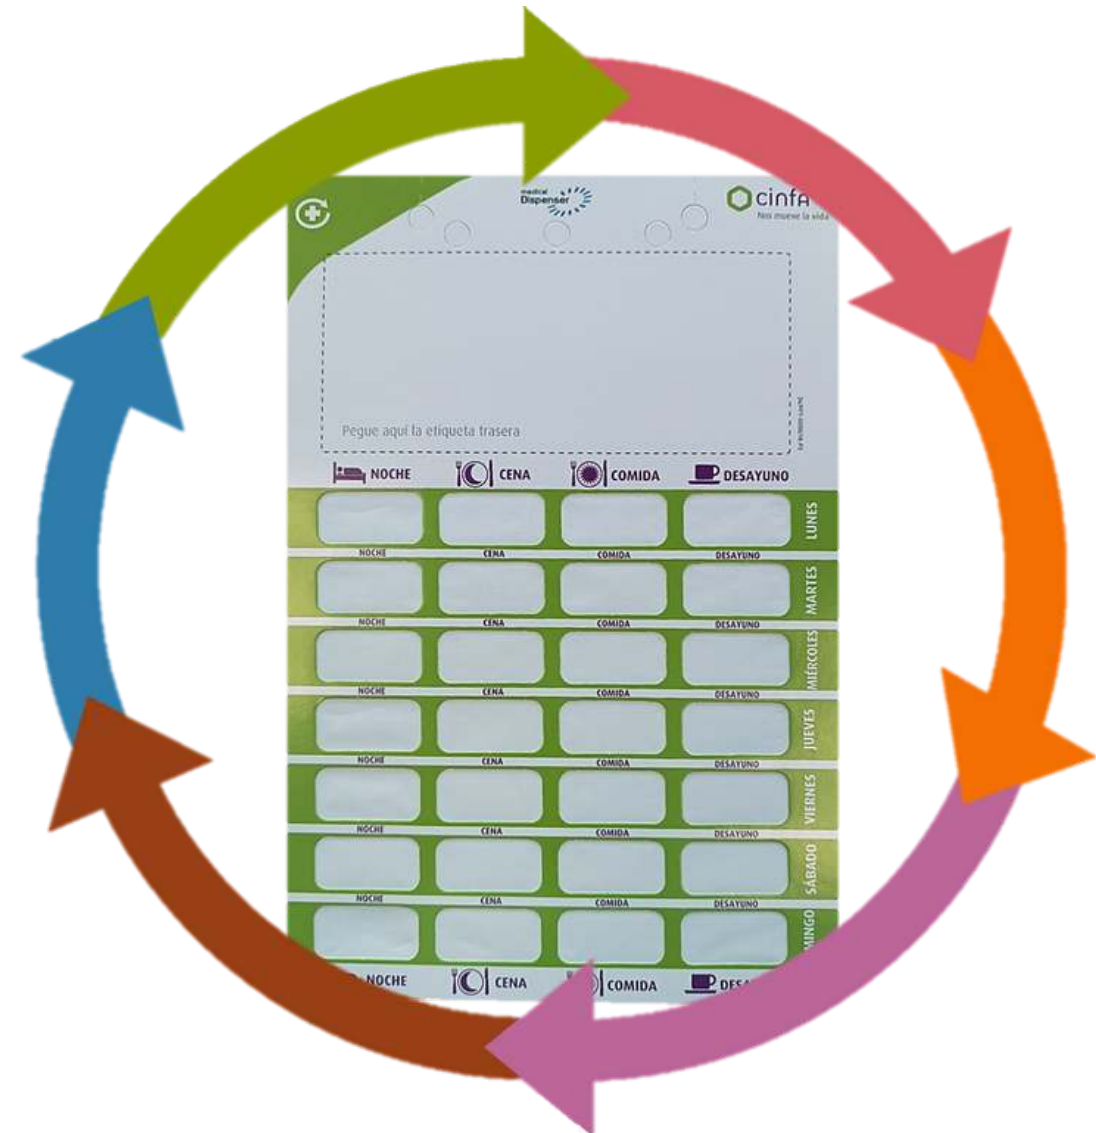 medical
Dispenser
cinfa
Nos mueve la vida
Pegue aquí la etiqueta trasera
NOCHE CENA COMIDA DESAYUNO
LUNES
NOCHE CENA COMIDA DESAYUNO
MARTES
NOCHE CENA COMIDA DESAYUNO
MIÉRCOLES
NOCHE CENA COMIDA DESAYUNO
JUEVES
NOCHE CENA COMIDA DESAYUNO
VIERNES
NOCHE CENA COMIDA DESAYUNO
SÁBADO
NOCHE CENA COMIDA DESAYUNO
MINGO
NOCHE CENA COMIDA DES